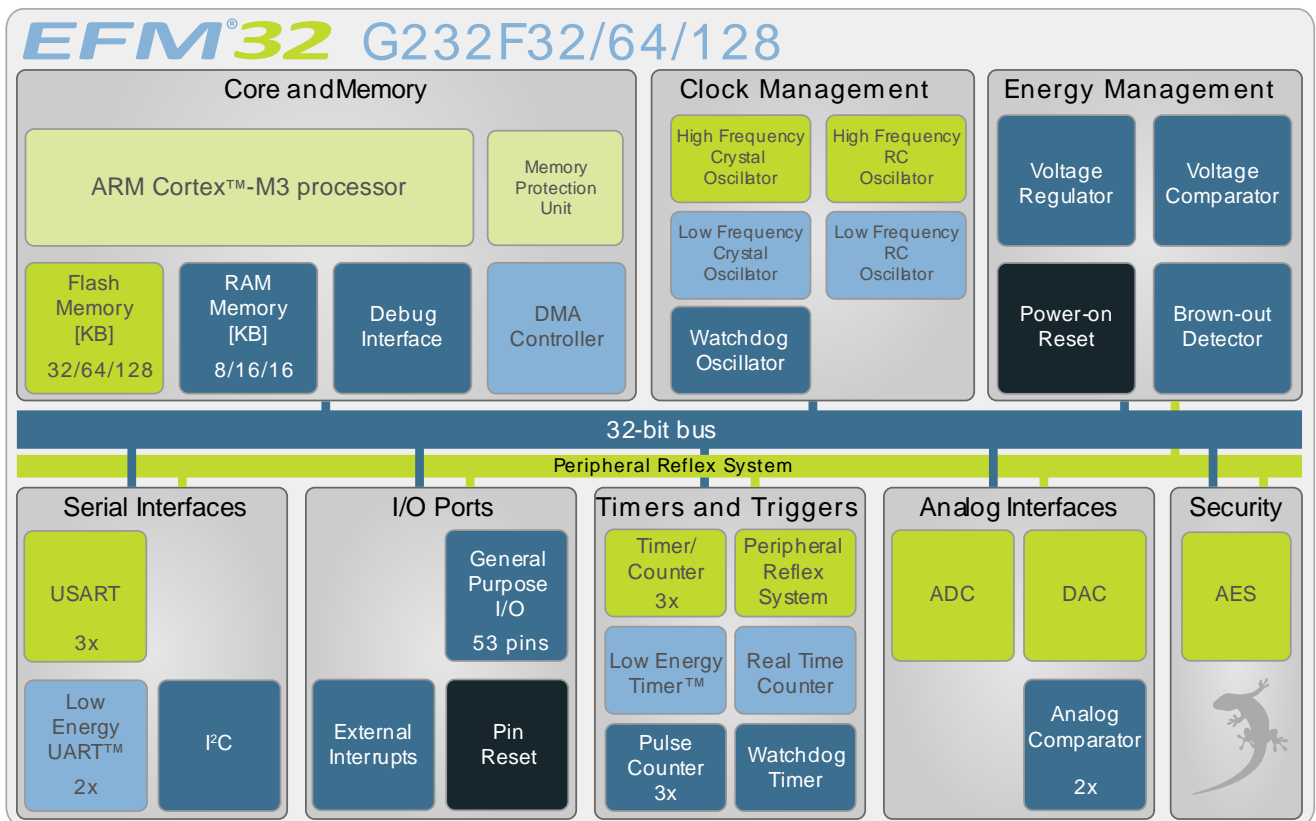 EFM®32 G232F32/64/128
Core and Memory
ARM Cortex™-M3 processor
Memory
Protection
Unit
Flash
Memory
[KB]
32/64/128
RAM
Memory
[KB]
8/16/16
Debug
Interface
DMA
Controller
Clock Management
High Frequency
Crystal
Oscillator
High Frequency
RC
Oscillator
Low Frequency
Crystal
Oscillator
Low Frequency
RC
Oscillator
Watchdog
Oscillator
Energy Management
Voltage
Regulator
Voltage
Comparator
Power-on
Reset
Brown-out
Detector
32-bit bus
Peripheral Reflex System
Serial Interfaces
USART
3x
Low
Energy
UART™
2x
I²C
I/O Ports
General
Purpose
I/O
53 pins
External
Interrupts
Pin
Reset
Timers and Triggers
Timer/
Counter
3x
Peripheral
Reflex
System
Low Energy
Timer™
Real Time
Counter
Pulse
Counter
3x
Watchdog
Timer
Analog Interfaces
ADC
DAC
Analog
Comparator
2x
Security
AES